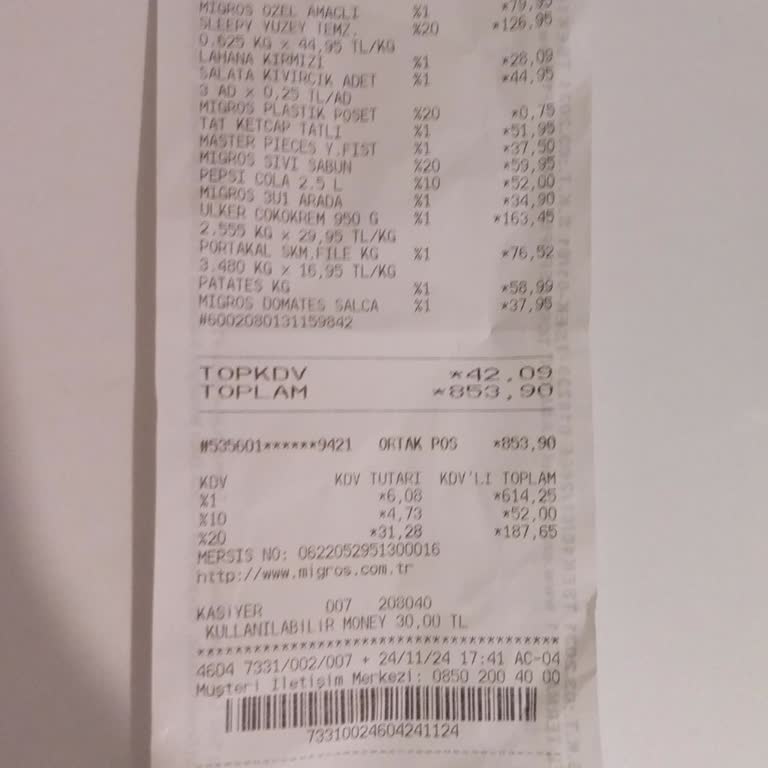 MIGROS OZEL AMACLI %1 *79,95
SLEEPY YUZEY TEMZ. %20 *126,95
0.625 KG x 44,95 TL/KG
LAHANA KIRMIZI %1 *28,09
SALATA KIVIRCIK ADET %1 *44,95
3 AD x 0,25 TL/AD
MIGROS PLASTIK POSET %20 *0,75
TAT KETCAP TATLI %1 *51,95
MASTER PIECES Y.FIST %1 *37,50
MIGROS SIVI SABUN %20 *59,95
PEPSI COLA 2.5 L %10 *52,00
MIGROS 3U1 ARADA %1 *34,90
ULKER COKOKREM 950 G %1 *163,45
2.555 KG x 29,95 TL/KG
PORTAKAL SKM.FILE KG %1 *76,52
3.480 KG x 16,95 TL/KG
PATATES KG %1 *58,99
MIGROS DOMATES SALCA %1 *37,95
#6002080131159842
TOPKDV *42,09
TOPLAM *853,90
#535601******9421 ORTAK POS *853,90
KDV KDV TUTARI KDV'LI TOPLAM
%1 *6,08 *614,25
%10 *4,73 *52,00
%20 *31,28 *187,65
MERSIS NO: 0622052951300016
http://www.migros.com.tr
KASİYER 007 208040
KULLANILABİLİR MONEY 30,00 TL
4604 7331/002/007 + 24/11/24 17:41 AC-04
Müşteri İletişim Merkezi: 0850 200 40 00
73310024604241124